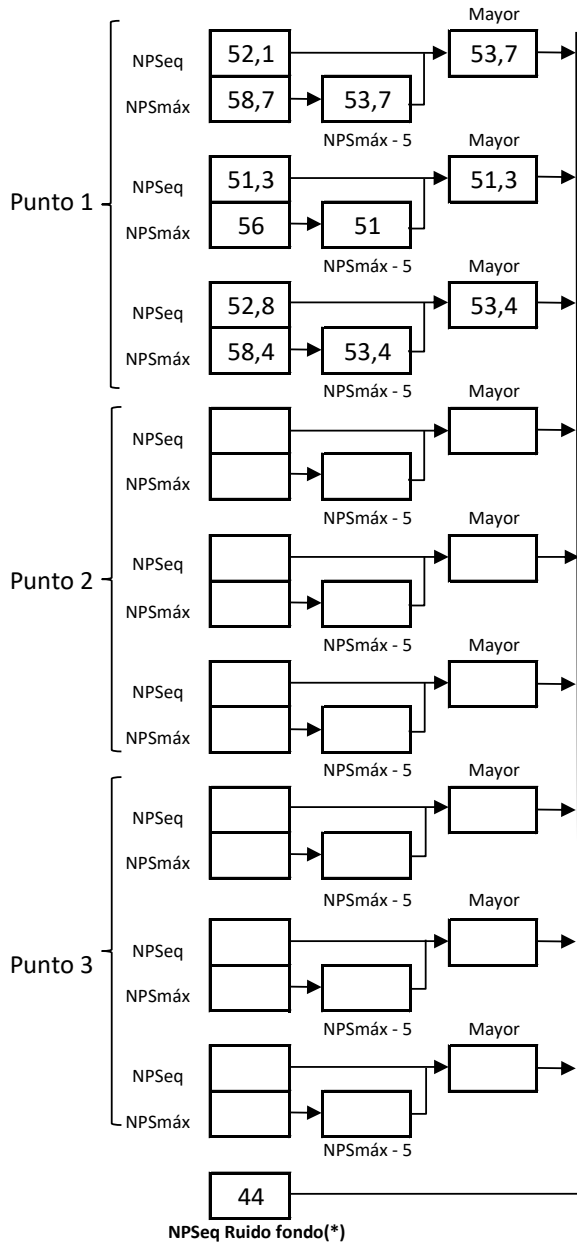 Mayor
NPSeq 52,1 53,7
NPSmáx 58,7 53,7
NPSmáx - 5
Mayor
NPSeq 51,3 51,3
Punto 1
NPSmáx 56 51
NPSmáx - 5
Mayor
NPSeq 52,8 53,4
NPSmáx 58,4 53,4
NPSmáx - 5
Mayor
NPSeq
NPSmáx
NPSmáx - 5
Mayor
NPSeq
Punto 2
NPSmáx
NPSmáx - 5
Mayor
NPSeq
NPSmáx
NPSmáx - 5
Mayor
NPSeq
NPSmáx
NPSmáx - 5
Mayor
NPSeq
Punto 3
NPSmáx
NPSmáx - 5
Mayor
NPSeq
NPSmáx
NPSmáx - 5
44
NPSeq Ruido fondo(*)